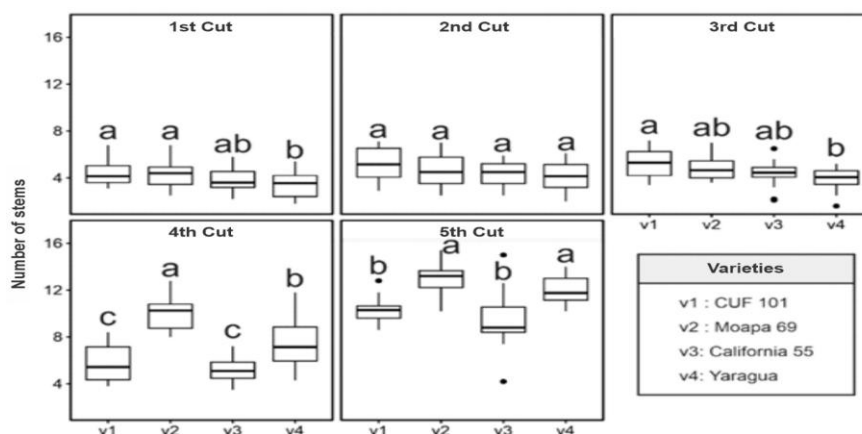 1st Cut
2nd Cut
3rd Cut
16
12
8
4
a
a
ab
b
a
a
a
a
a
ab
ab
b
Number of stems
4th Cut
5th Cut
v1
v2
v3
v4
16
12
8
4
c
a
c
b
b
a
b
a
Varieties
v1 : CUF 101
v2 : Moapa 69
v3: California 55
v4: Yaragua
v1
v2
v3
v4
v1
v2
v3
v4